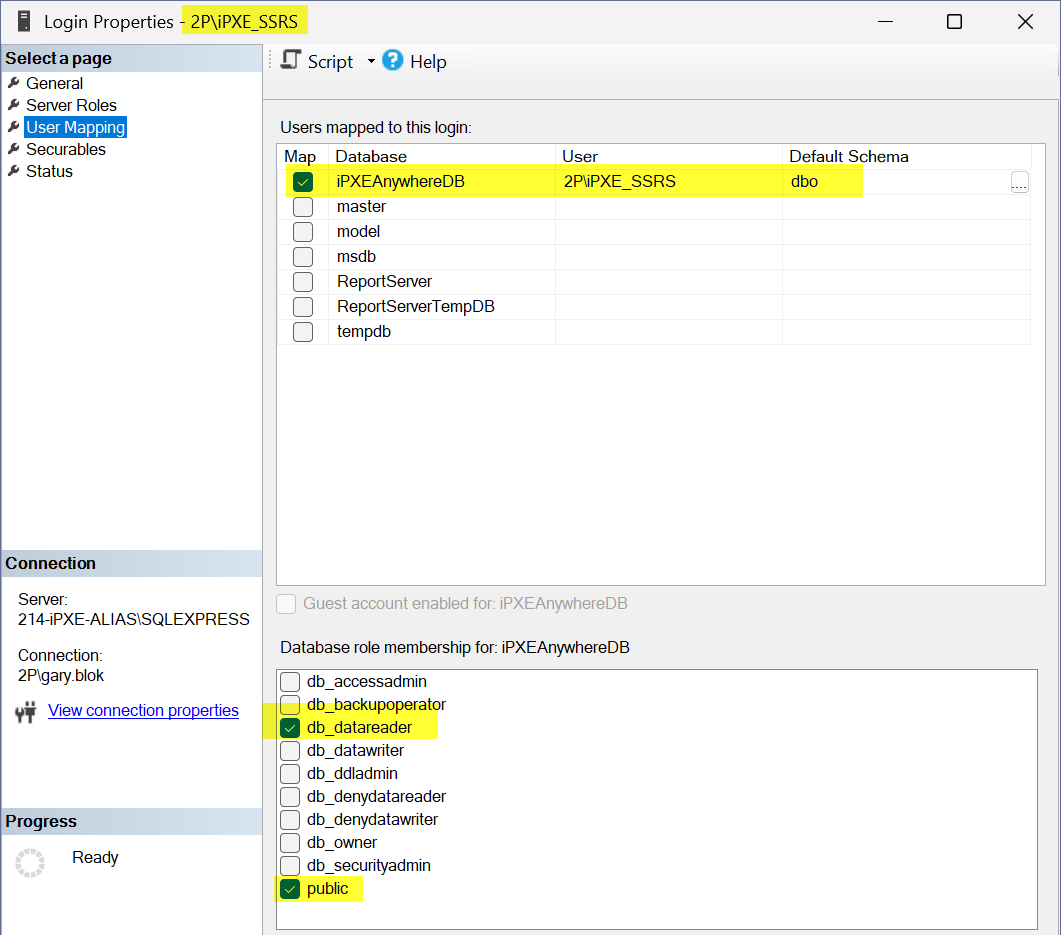 Login Properties - 2P\iPXE_SSRS
Select a page
General
Server Roles
User Mapping
Securables
Status
Script
Help
Users mapped to this login:
Map Database User Default Schema
iPXEAnywhereDB 2P\iPXE_SSRS dbo ...
master
model
msdb
ReportServer
ReportServerTempDB
tempdb
Guest account enabled for: iPXEAnywhereDB
Database role membership for: iPXEAnywhereDB
db_accessadmin
db_backupoperator
db_datareader
db_datawriter
db_ddladmin
db_denydatareader
db_denydatawriter
db_owner
db_securityadmin
public
Connection
Server:
214-iPXE-ALIAS\SQLEXPRESS
Connection:
2P\gary.blok
View connection properties
Progress
Ready